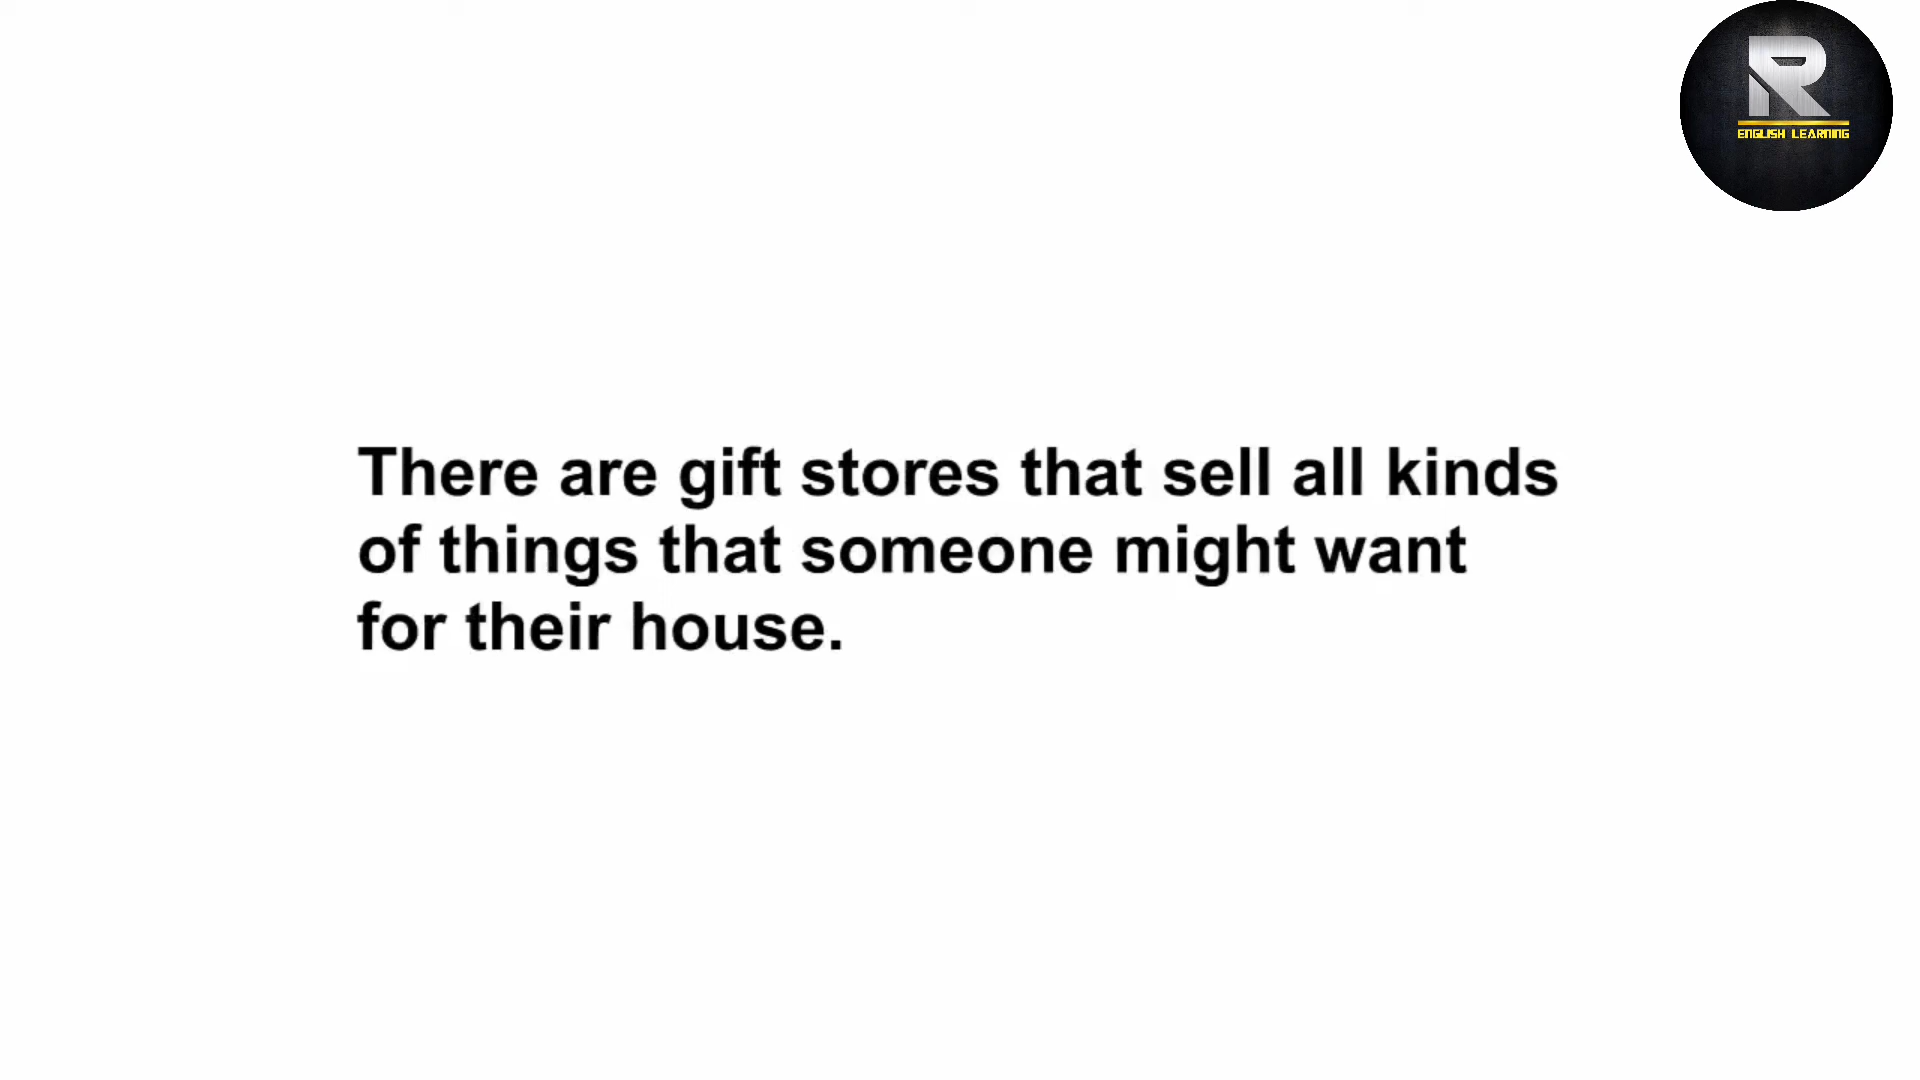 R
ENGLISH LEARNING
There are gift stores that sell all kinds
of things that someone might want
for their house.